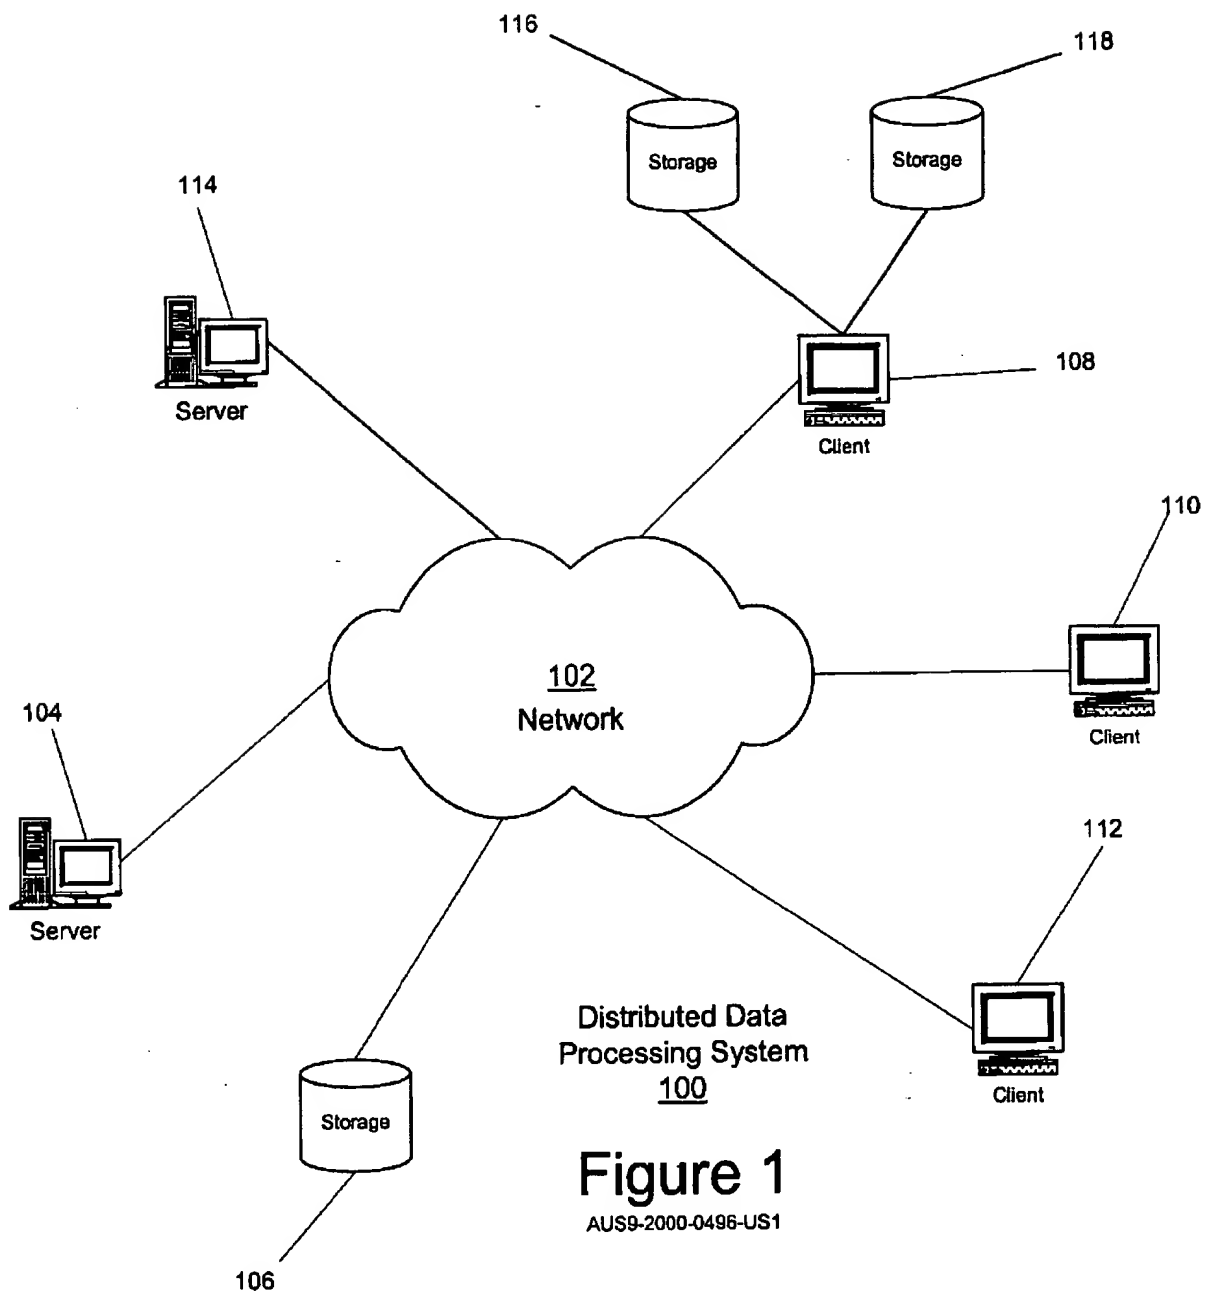 116
118
Storage
Storage
114
Server
108
Client
110
102
Network
Client
104
Server
112
Distributed Data
Processing System
100
Client
Storage
Figure 1
AUS9-2000-0496-US1
106